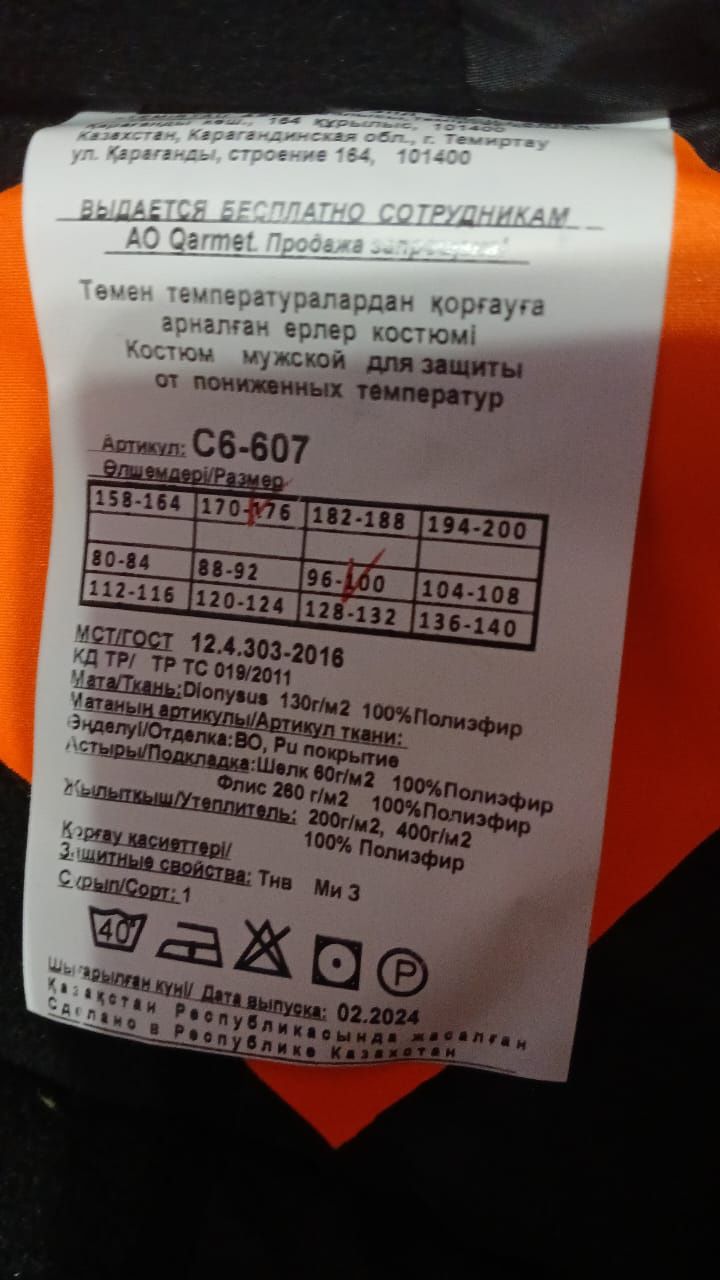 164 құрылыс, 101400
Казахстан, Карагандинская обл., г. Темиртау
ул. Қарағанды, строение 164, 101400
ВЫДАЕТСЯ БЕСПЛАТНО СОТРУДНИКАМ
АО Qarmet. Продажа запрещена!
Төмен температуралардан қорғауға
арналған ерлер костюмі
Костюм мужской для защиты
от пониженных температур
Артикул: С6-607
Өлшемдері/Размер
158-164 170-176 182-188 194-200
80-84 88-92 96-100 104-108
112-116 120-124 128-132 136-140
МСТ/ГОСТ 12.4.303-2016
КД ТР/ ТР ТС 019/2011
Мата/Ткань:Dionysus 130г/м2 100%Полиэфир
Матаның артикулы/Артикул ткани:
Өңделуі/Отделка:ВО, Pu покрытие
Астыры/Подкладка:Шелк 60г/м2 100%Полиэфир
Флис 260 г/м2 100%Полиэфир
Жылытқыш/Утеплитель: 200г/м2, 400г/м2
100% Полиэфир
Қорғау қасиеттері/
Защитные свойства: Тнв Ми З
Сұрып/Сорт: 1
40 P
Шығарылған күні/ Дата выпуска: 02.2024
Қазақстан Республикасында жасалған
Сделано в Республике Казахстан